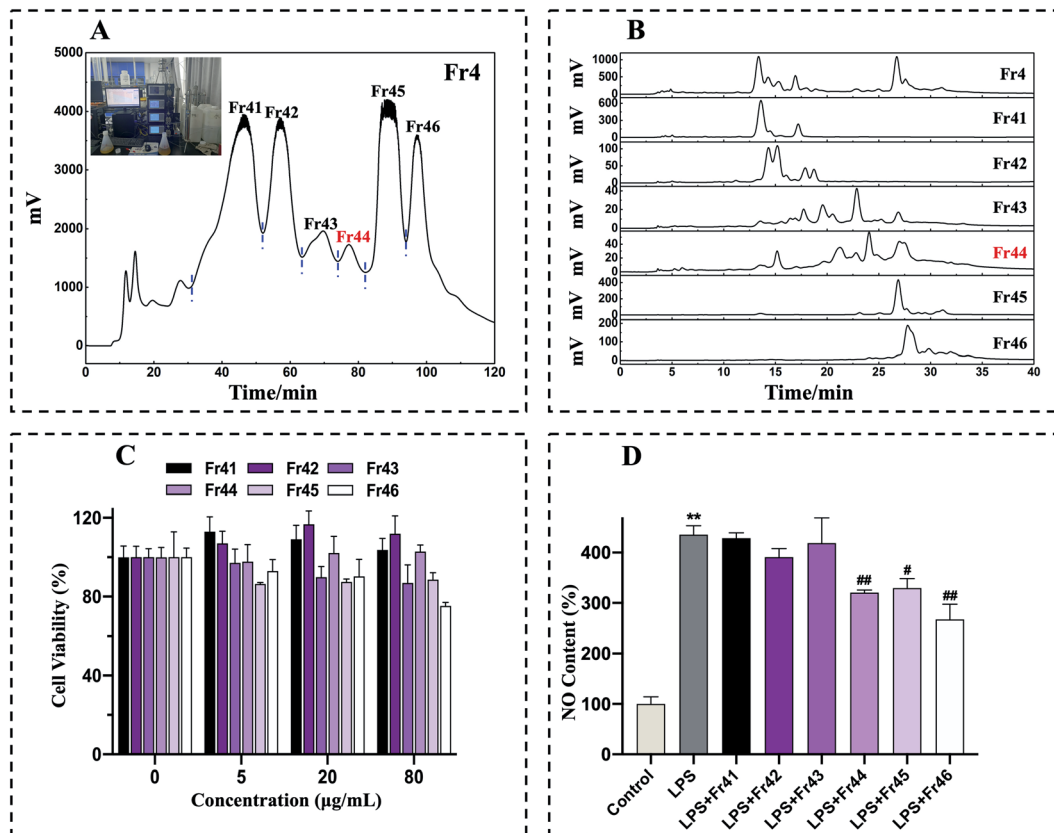 A
Fr4
5000
4000
3000
2000
1000
0
mV
Fr41
Fr42
Fr43
Fr44
Fr45
Fr46
0 20 40 60 80 100 120
Time/min
B
mV
1000
500
0
Fr4
mV
600
300
0
Fr41
mV
100
50
0
Fr42
mV
40
20
0
Fr43
mV
40
20
0
Fr44
mV
400
200
0
Fr45
mV
200
100
0
Fr46
0 5 10 15 20 25 30 35 40
Time/min
C
Fr41 Fr42 Fr43
Fr44 Fr45 Fr46
Cell Viability (%)
120
80
40
0
0 5 20 80
Concentration (μg/mL)
D
NO Content (%)
400
300
200
100
0
**
##
#
##
Control
LPS
LPS+Fr41
LPS+Fr42
LPS+Fr43
LPS+Fr44
LPS+Fr45
LPS+Fr46